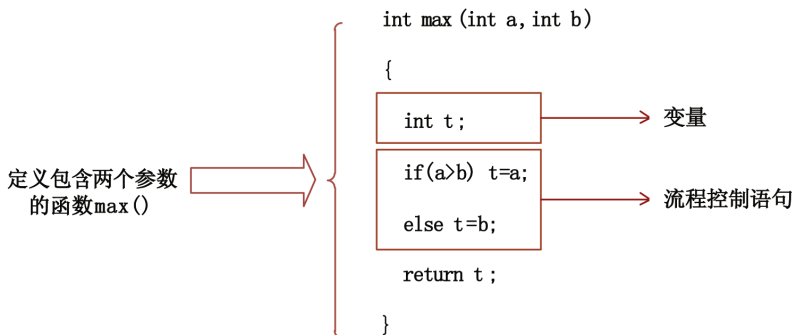 int max(int a,int b)
{
int t;
变量
定义包含两个参数
的函数max()
if(a>b) t=a;
else t=b;
流程控制语句
return t;
}